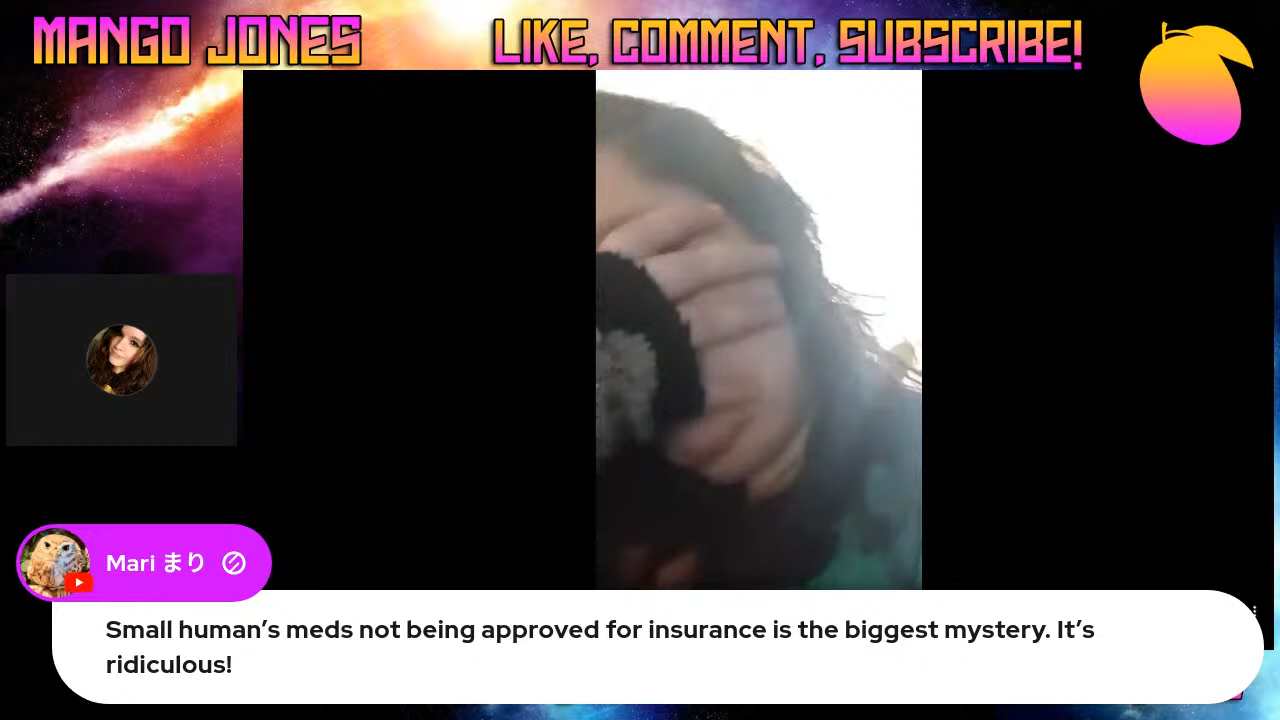 MANGO JONES
LIKE, COMMENT, SUBSCRIBE!
Mari まり
Small human’s meds not being approved for insurance is the biggest mystery. It’s
ridiculous!